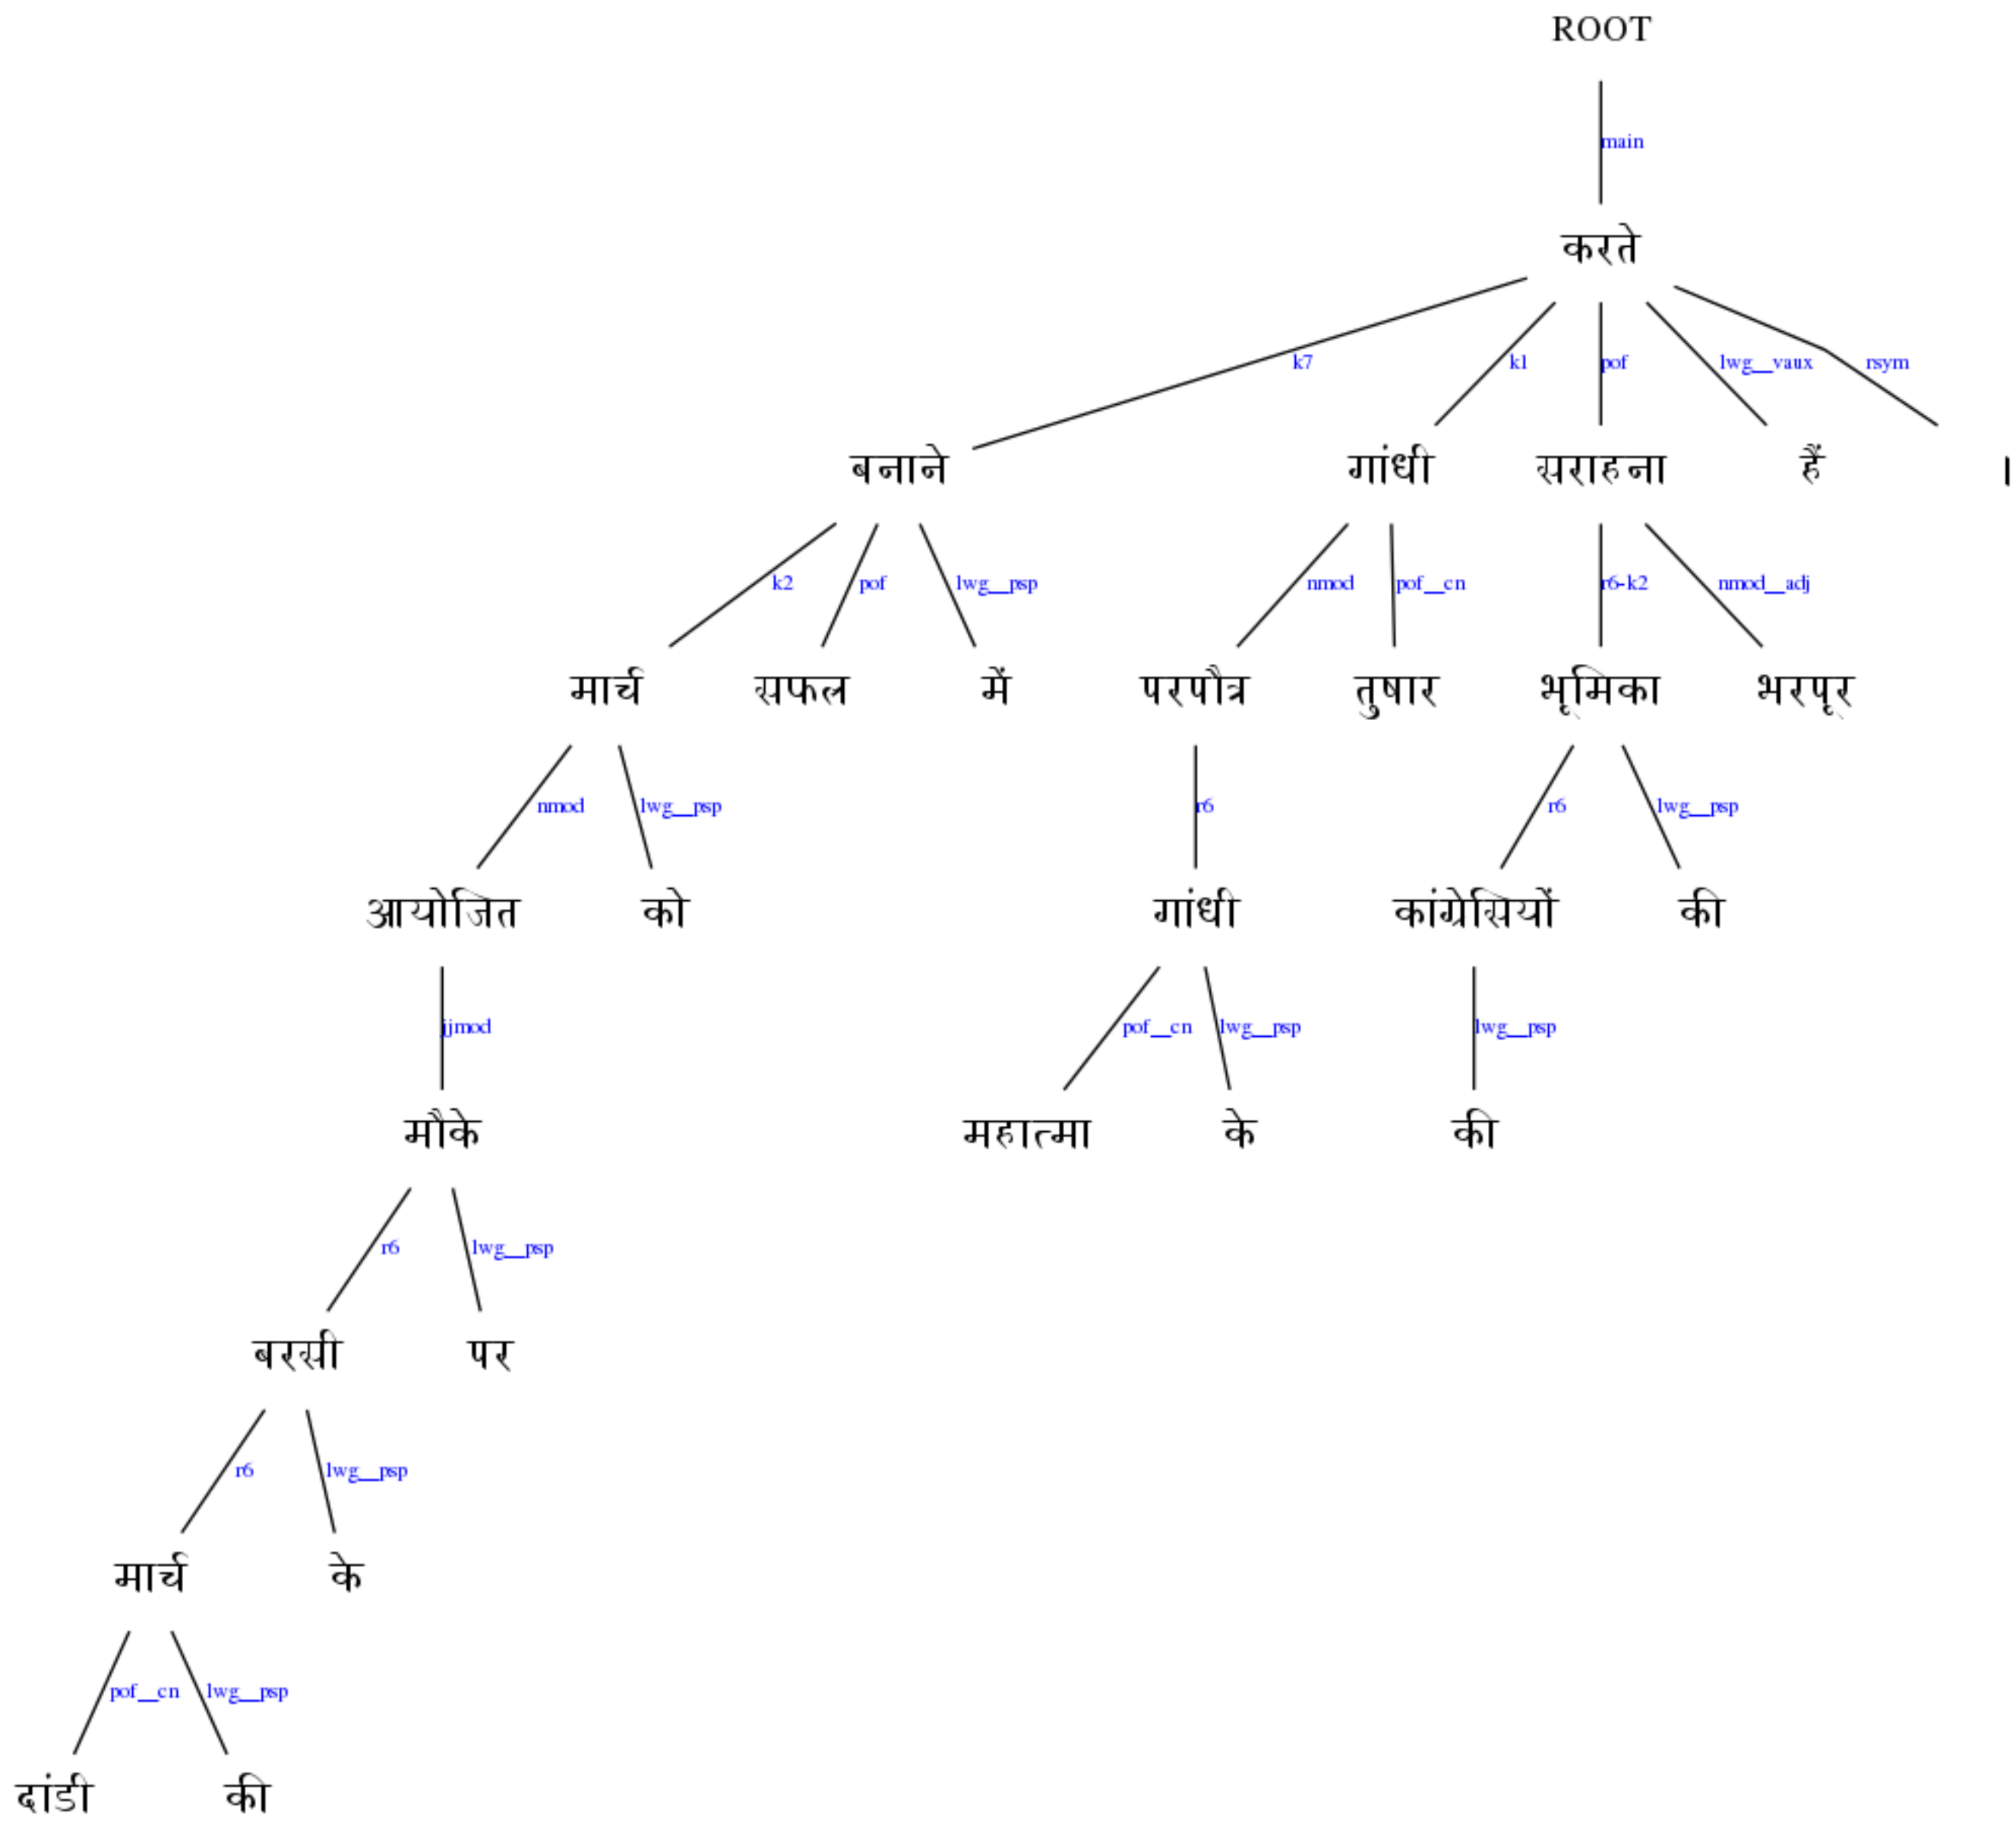 ROOT
main
करते
k7 k1 pof lwg__vaux rsym
बनाने गांधी सराहना हैं ।
k2 pof lwg__psp nmod pof__cn r6-k2 nmod__adj
मार्च सफल में परपौत्र तुषार भूमिका भरपूर
nmod lwg__psp r6 r6 lwg__psp
आयोजित को गांधी कांग्रेसियों की
jjmod pof__cn lwg__psp lwg__psp
मौके महात्मा के की
r6 lwg__psp
बरसी पर
r6 lwg__psp
मार्च के
pof__cn lwg__psp
दांडी की